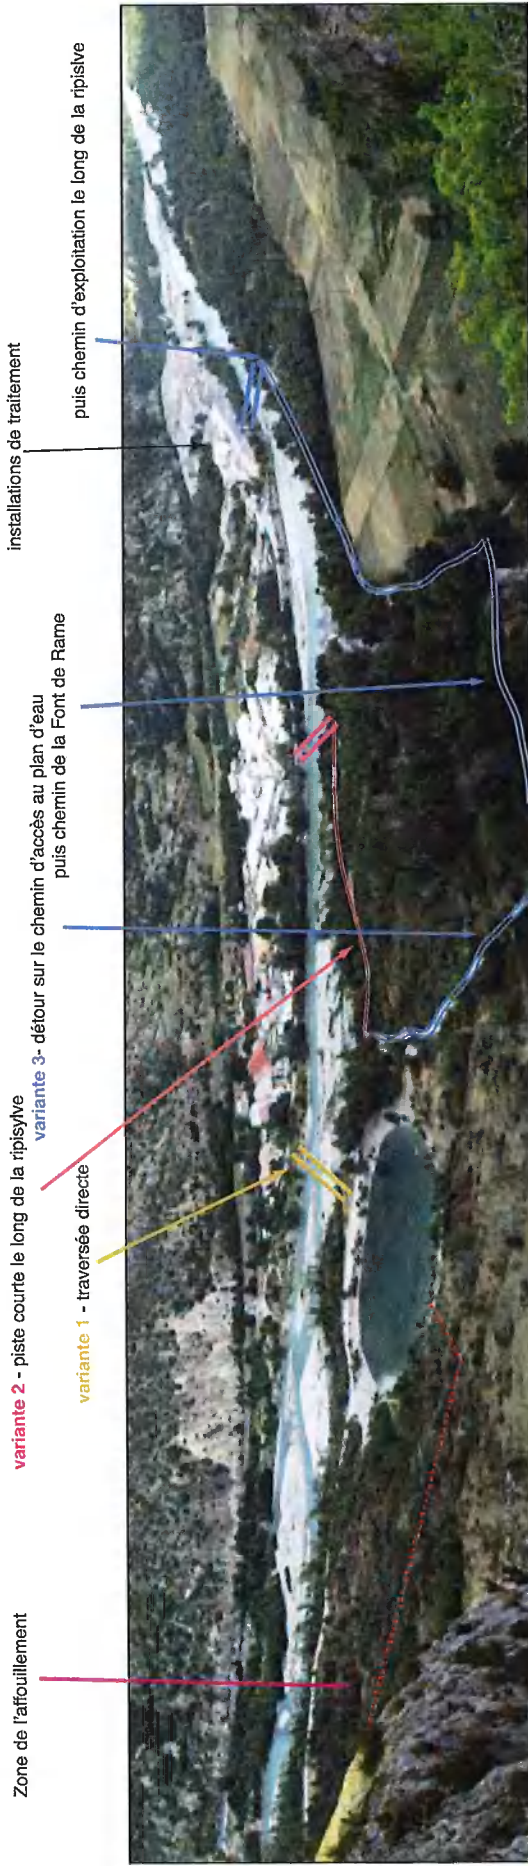 Zone de l'affouillement
variante 2 - piste courte le long de la ripisylve
variante 1 - traversée directe
variante 3- détour sur le chemin d'accès au plan d'eau
puis chemin de la Font de Rame
installations de traitement
puis chemin d'exploitation le long de la ripislve